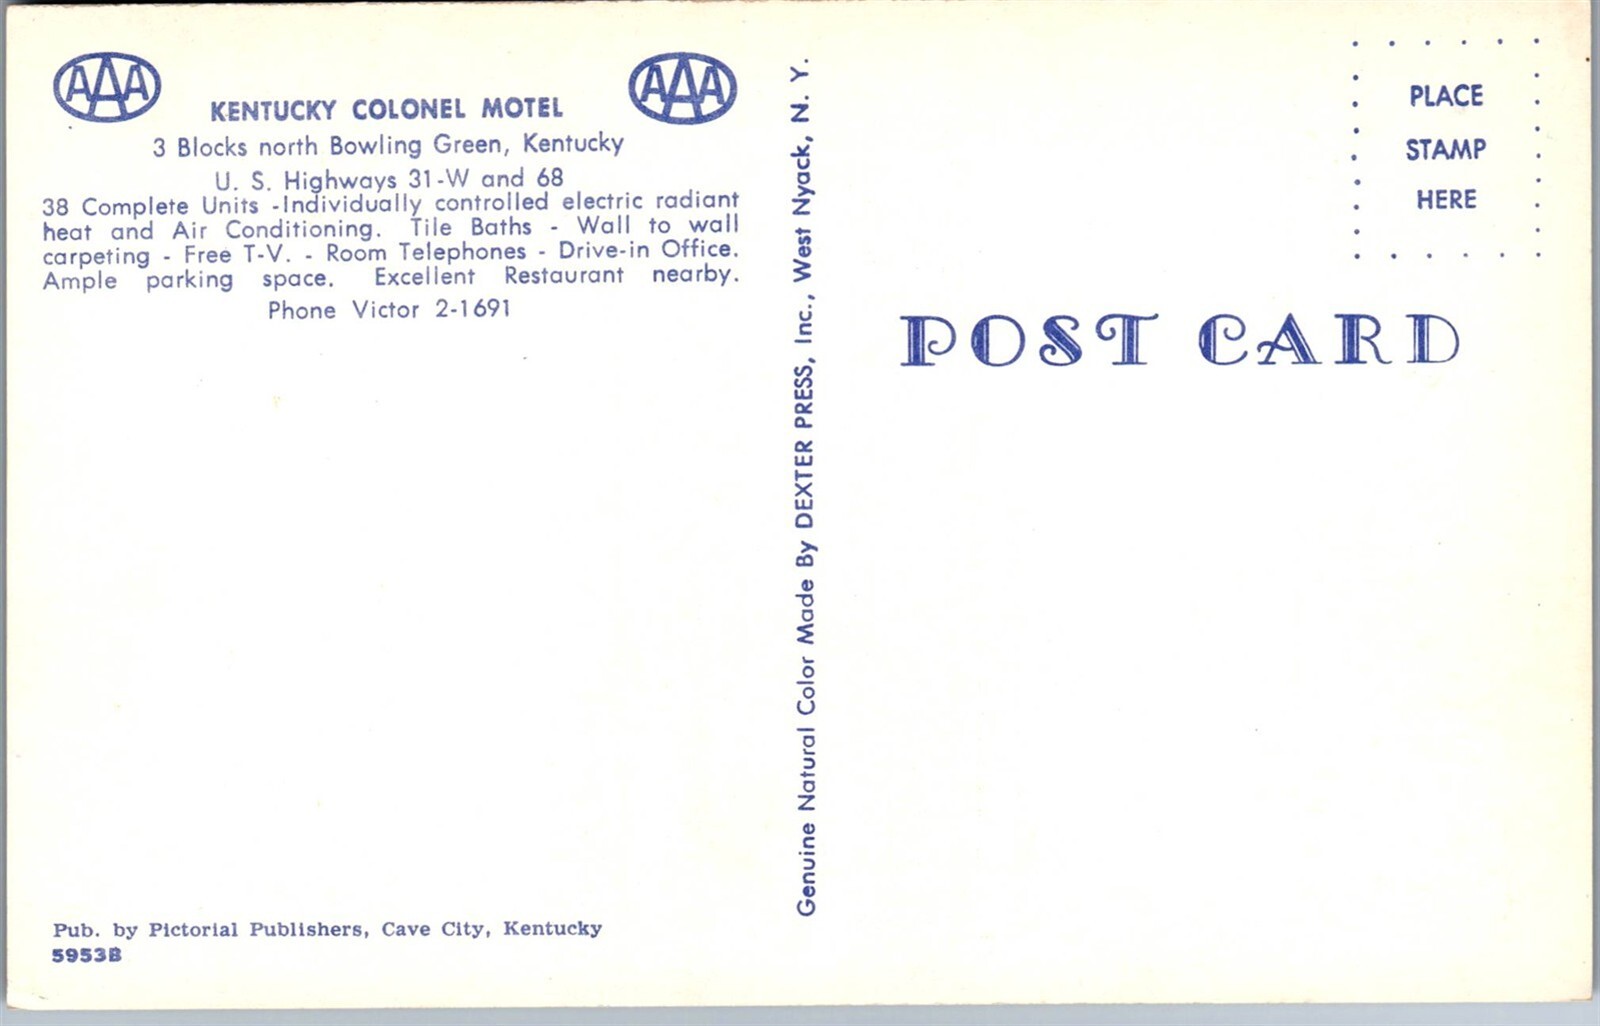 AAA
AAA
KENTUCKY COLONEL MOTEL
3 Blocks north Bowling Green, Kentucky
U. S. Highways 31-W and 68
38 Complete Units -Individually controlled electric radiant
heat and Air Conditioning. Tile Baths - Wall to wall
carpeting - Free T-V. - Room Telephones - Drive-in Office.
Ample parking space. Excellent Restaurant nearby.
Phone Victor 2-1691
Pub. by Pictorial Publishers, Cave City, Kentucky
5953B
Genuine Natural Color Made By DEXTER PRESS, Inc., West Nyack, N. Y.
PLACE
STAMP
HERE
POST CARD